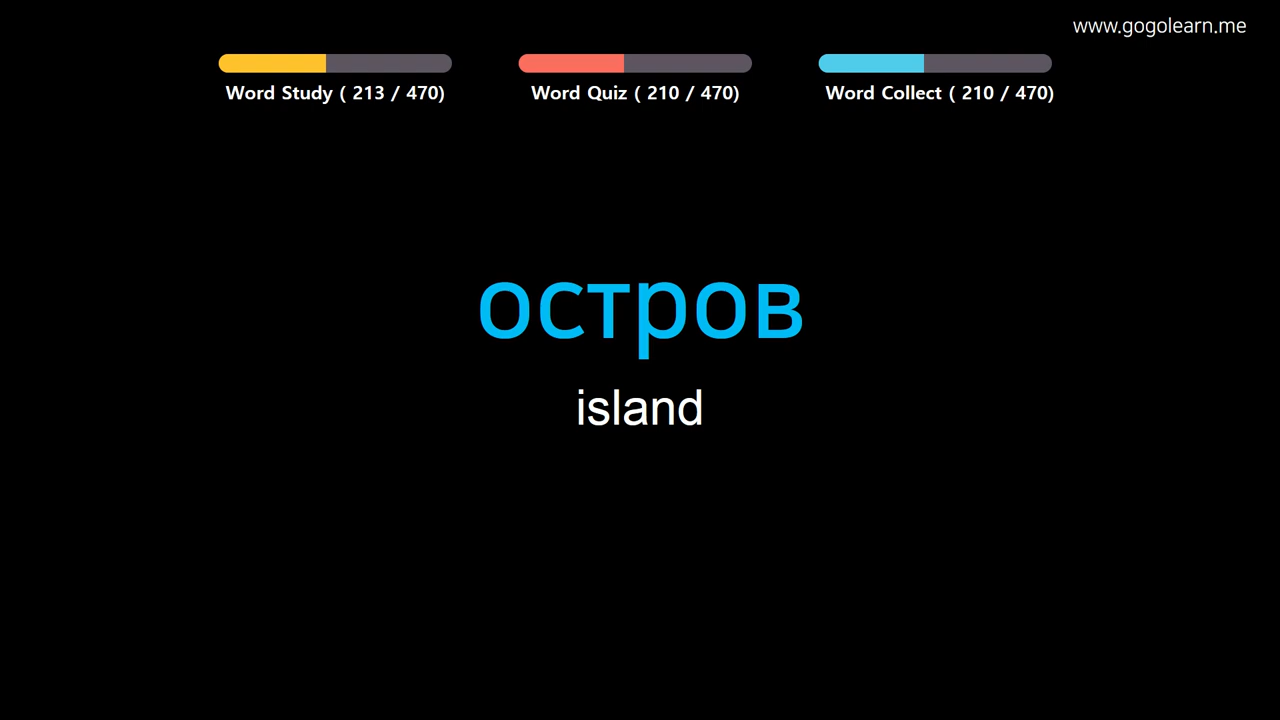 www.gogolearn.me
Word Study ( 213 / 470)
Word Quiz ( 210 / 470)
Word Collect ( 210 / 470)
остров
island